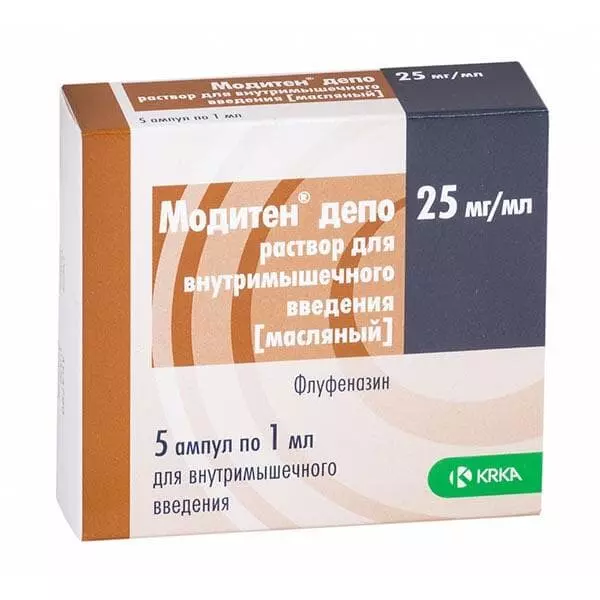 Модитен® депо
раствор для внутримышечного
введения [масляный]
25 мг/мл
5 ампул по 1 мл
Модитен® депо
раствор для
внутримышечного
введения
[масляный]
25 мг/мл
Флуфеназин
5 ампул по 1 мл
для внутримышечного
введения
KRKA